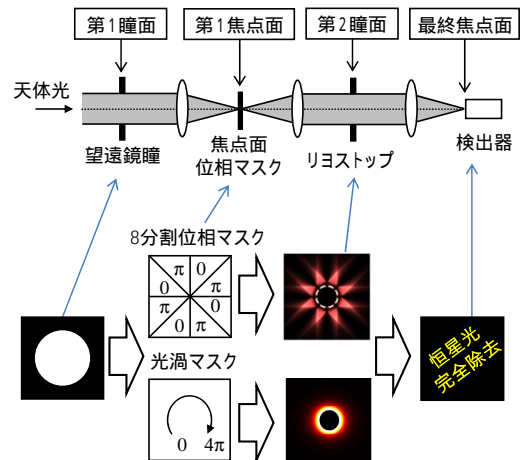 第1瞳面
第1焦点面
第2瞳面
最終焦点面
天体光
望遠鏡瞳
焦点面
位相マスク
リヨストップ
検出器
8分割位相マスク
π 0
0 π
π 0
0 π
光渦マスク
0 4π
恒星光
完全除去